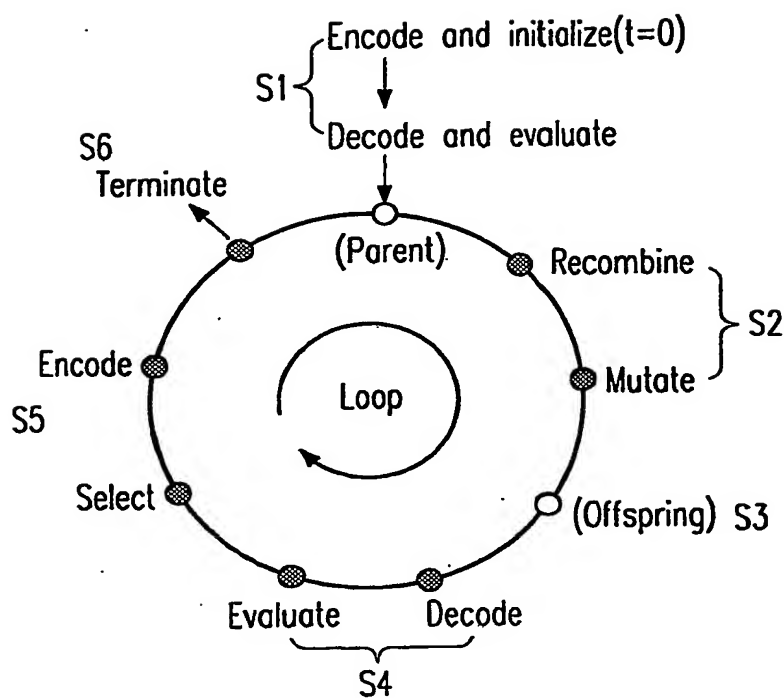 Encode and initialize(t=0)
S1
Decode and evaluate
S6
Terminate
(Parent)
Recombine
S2
Encode
Loop
Mutate
S5
Select
(Offspring) S3
Evaluate
Decode
S4